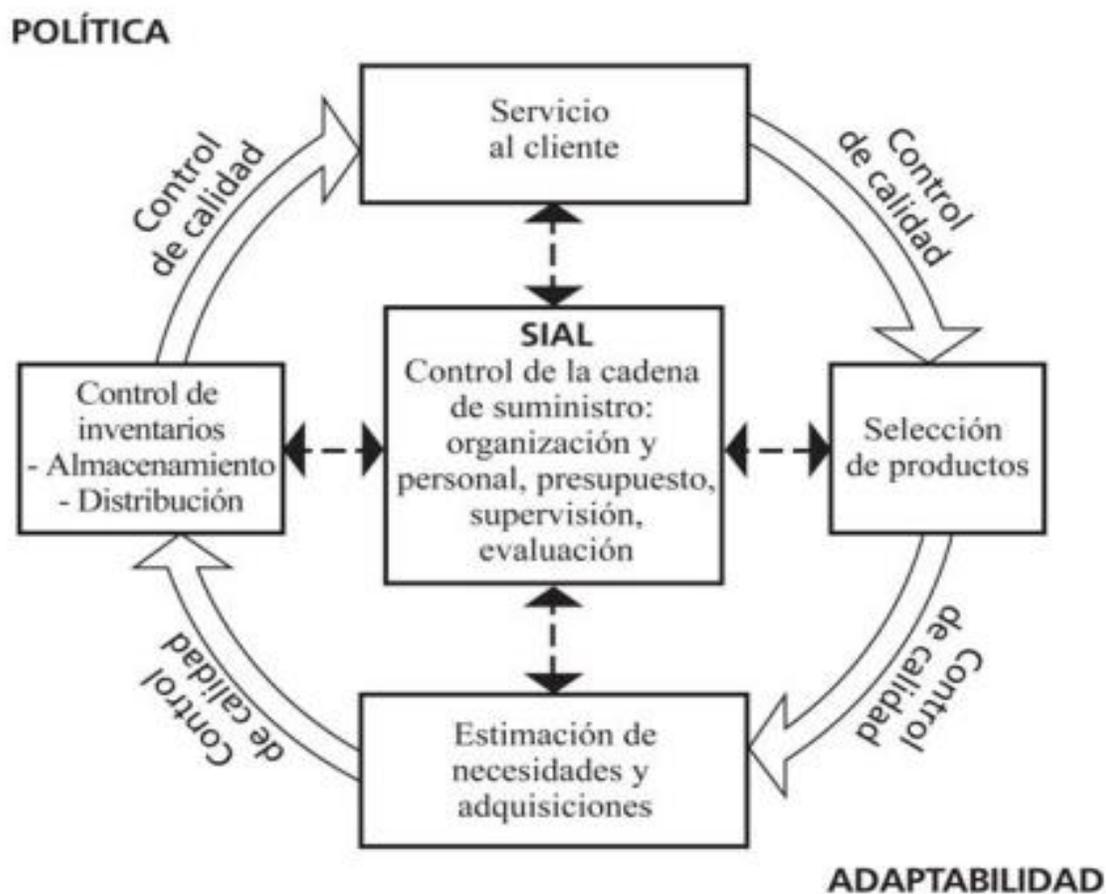 POLÍTICA
Servicio
al cliente
Control
de calidad
Control
de calidad
SIAL
Control de la cadena
de suministro:
organización y
personal, presupuesto,
supervisión,
evaluación
Control de
inventarios
- Almacenamiento
- Distribución
Selección
de productos
Control
de calidad
Control
de calidad
Estimación de
necesidades y
adquisiciones
ADAPTABILIDAD